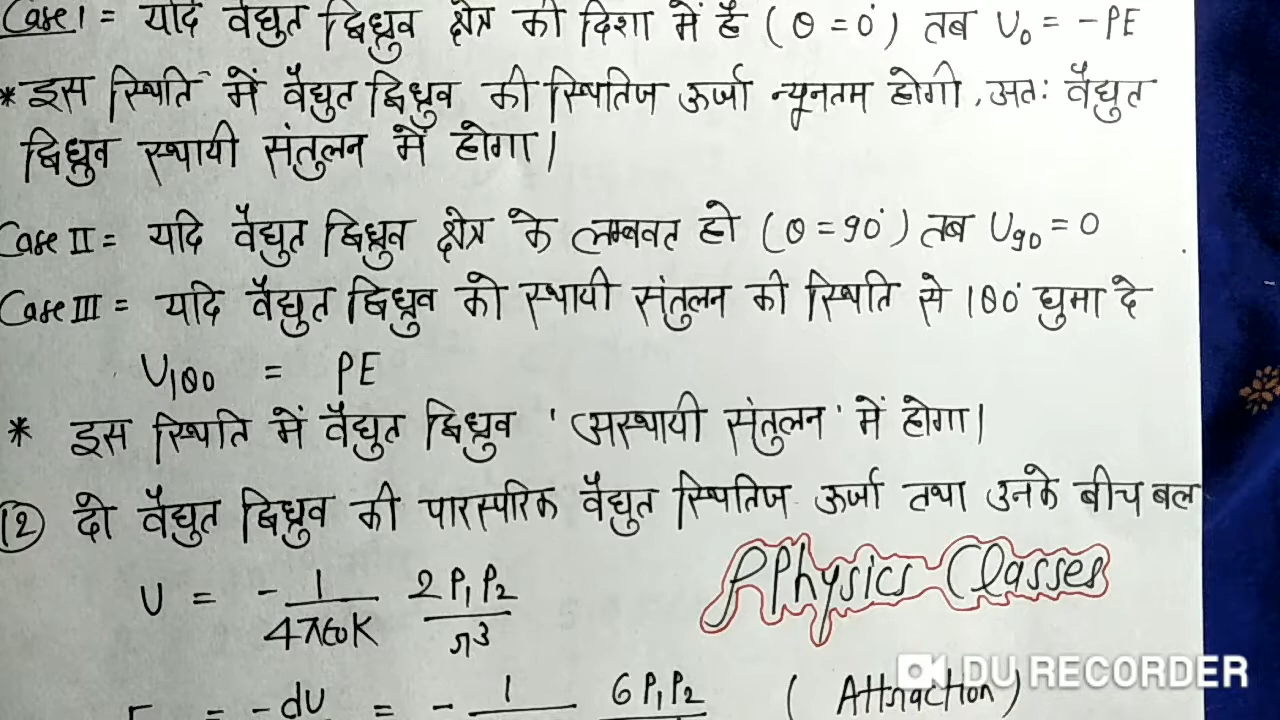 Case I = यदि वैद्युत द्विध्रुव क्षेत्र की दिशा में है (θ = 0°) तब U₀ = -PE
* इस स्थिति में वैद्युत द्विध्रुव की स्थितिज ऊर्जा न्यूनतम होगी, अतः वैद्युत
द्विध्रुव स्थायी संतुलन में होगा।
Case II = यदि वैद्युत द्विध्रुव क्षेत्र के लम्बवत हो (θ = 90°) तब U₉₀ = 0
Case III = यदि वैद्युत द्विध्रुव को स्थायी संतुलन की स्थिति से 180° घुमा दे
U₁₈₀ = PE
* इस स्थिति में वैद्युत द्विध्रुव 'अस्थायी संतुलन' में होगा।
(12) दो वैद्युत द्विध्रुव की पारस्परिक वैद्युत स्थितिज ऊर्जा तथा उनके बीच बल
U = - 1/4πε₀K 2P₁P₂/r³
Physics Classes
= -dU = - 1 6P₁P₂ (Attraction)
DU RECORDER